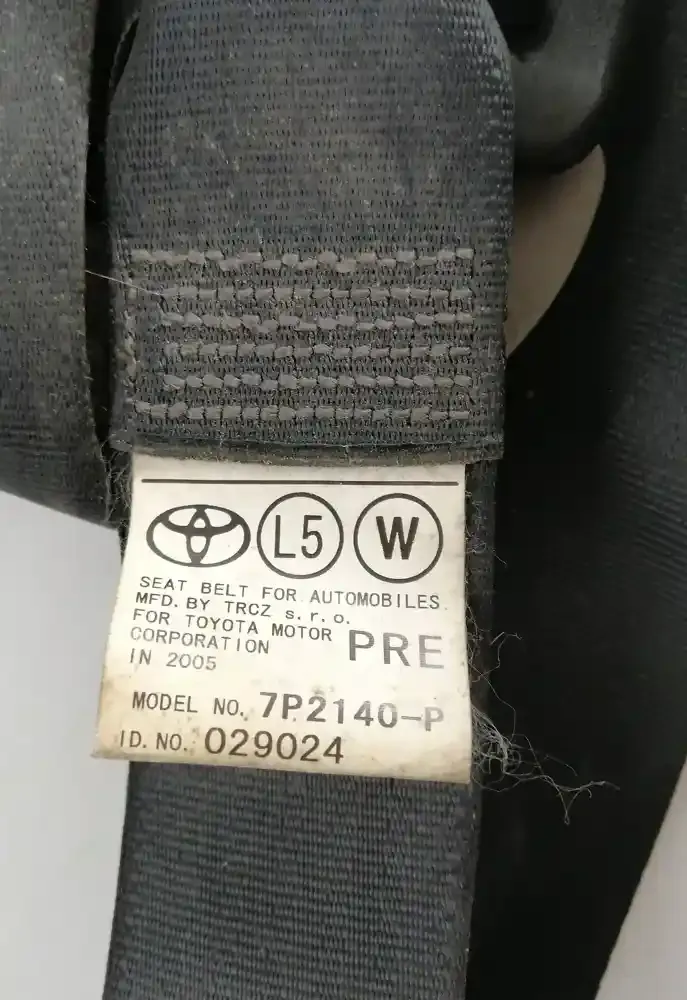 L5 W
SEAT BELT FOR AUTOMOBILES.
MFD. BY TRCZ s.r.o.
FOR TOYOTA MOTOR
CORPORATION PRE
IN 2005
MODEL NO. 7P2140-P
ID. NO. 029024